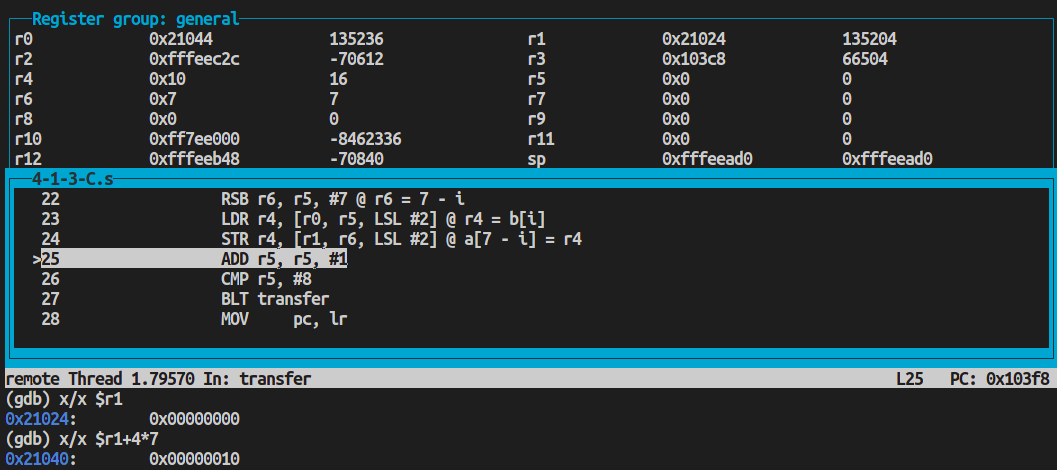 Register group: general
r0 0x21044 135236 r1 0x21024 135204
r2 0xfffeec2c -70612 r3 0x103c8 66504
r4 0x10 16 r5 0x0 0
r6 0x7 7 r7 0x0 0
r8 0x0 0 r9 0x0 0
r10 0xff7ee000 -8462336 r11 0x0 0
r12 0xfffeeb48 -70840 sp 0xfffeead0 0xfffeead0
4-1-3-C.s
22 RSB r6, r5, #7 @ r6 = 7 - i
23 LDR r4, [r0, r5, LSL #2] @ r4 = b[i]
24 STR r4, [r1, r6, LSL #2] @ a[7 - i] = r4
>25 ADD r5, r5, #1
26 CMP r5, #8
27 BLT transfer
28 MOV pc, lr
remote Thread 1.79570 In: transfer L25 PC: 0x103f8
(gdb) x/x $r1
0x21024: 0x00000000
(gdb) x/x $r1+4*7
0x21040: 0x00000010